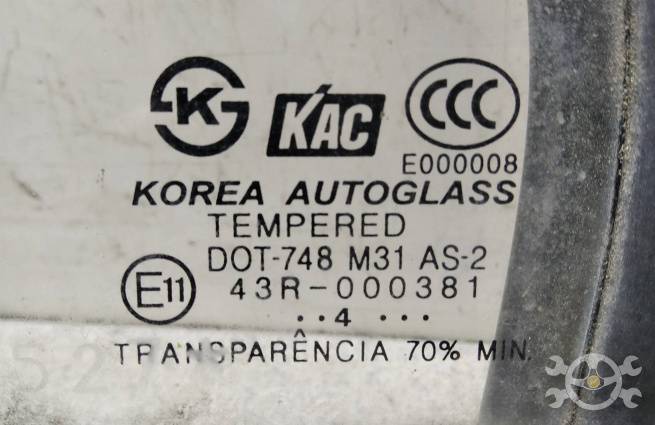 K KAC CCC
E000008
KOREA AUTOGLASS
TEMPERED
DOT-748 M31 AS-2
E11 43R-000381
..4 ...
TRANSPARÊNCIA 70% MIN.